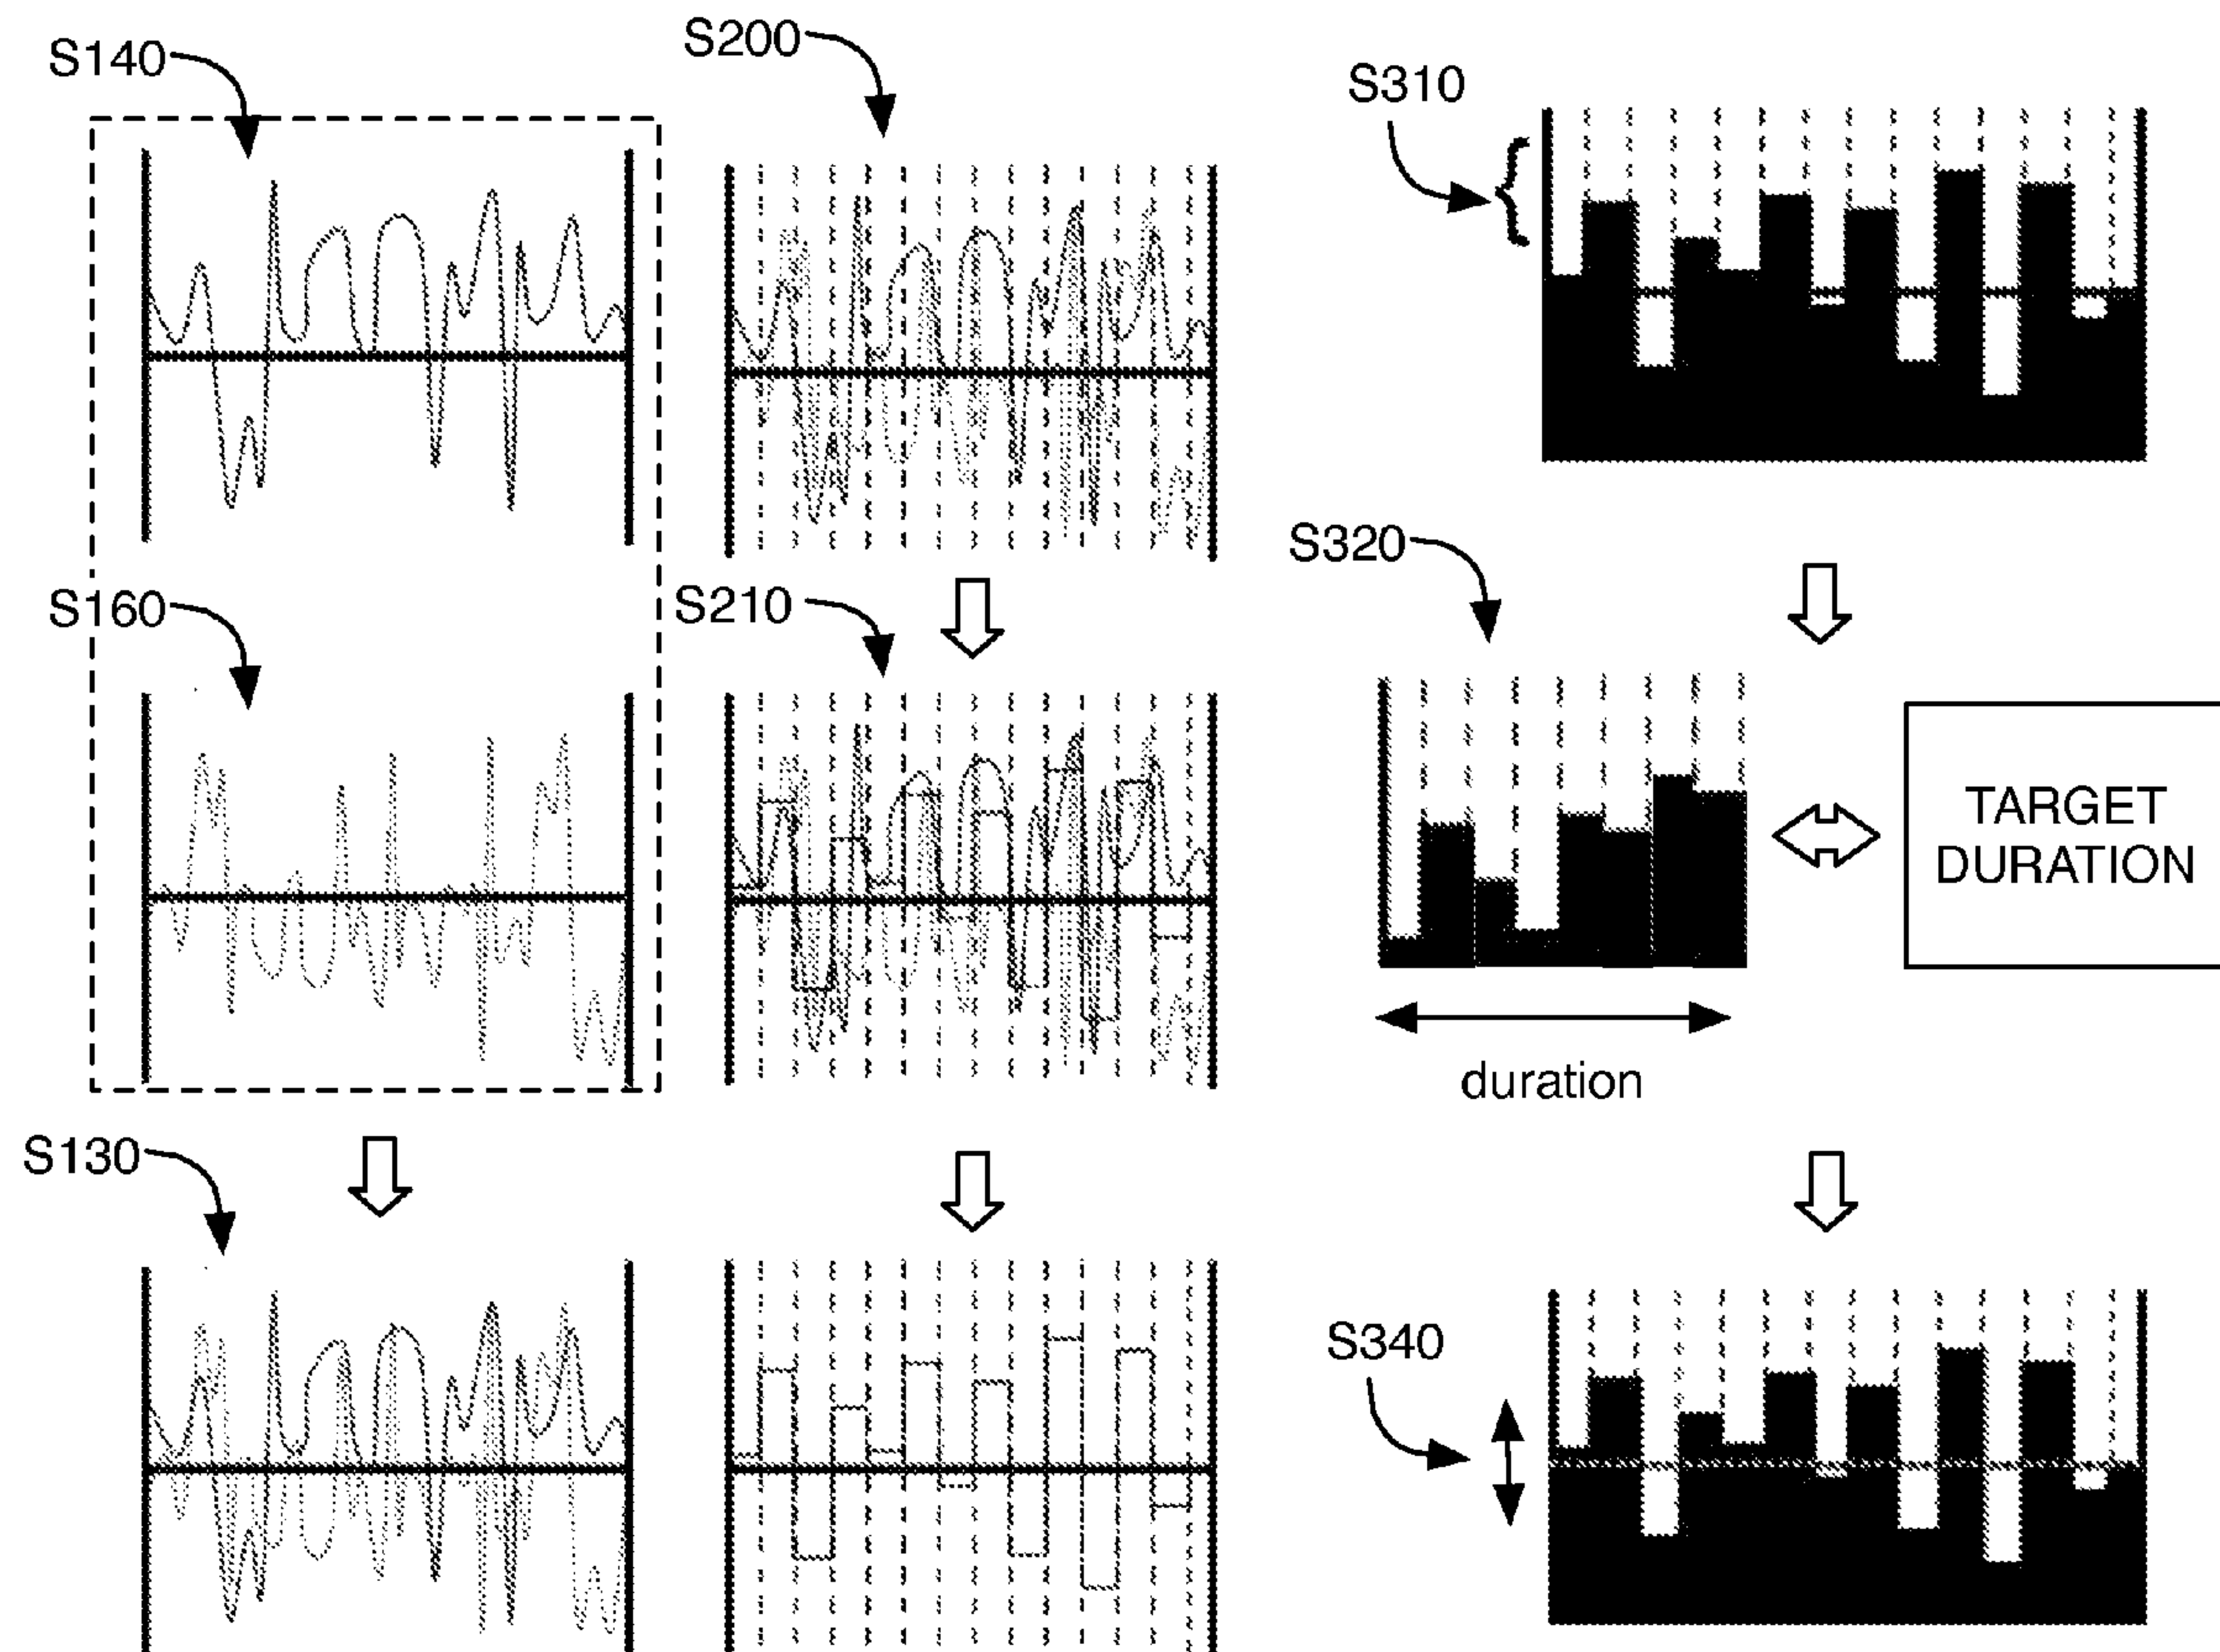 S140
S200
S310
S320
S160
S210
TARGET
DURATION
duration
S130
S340